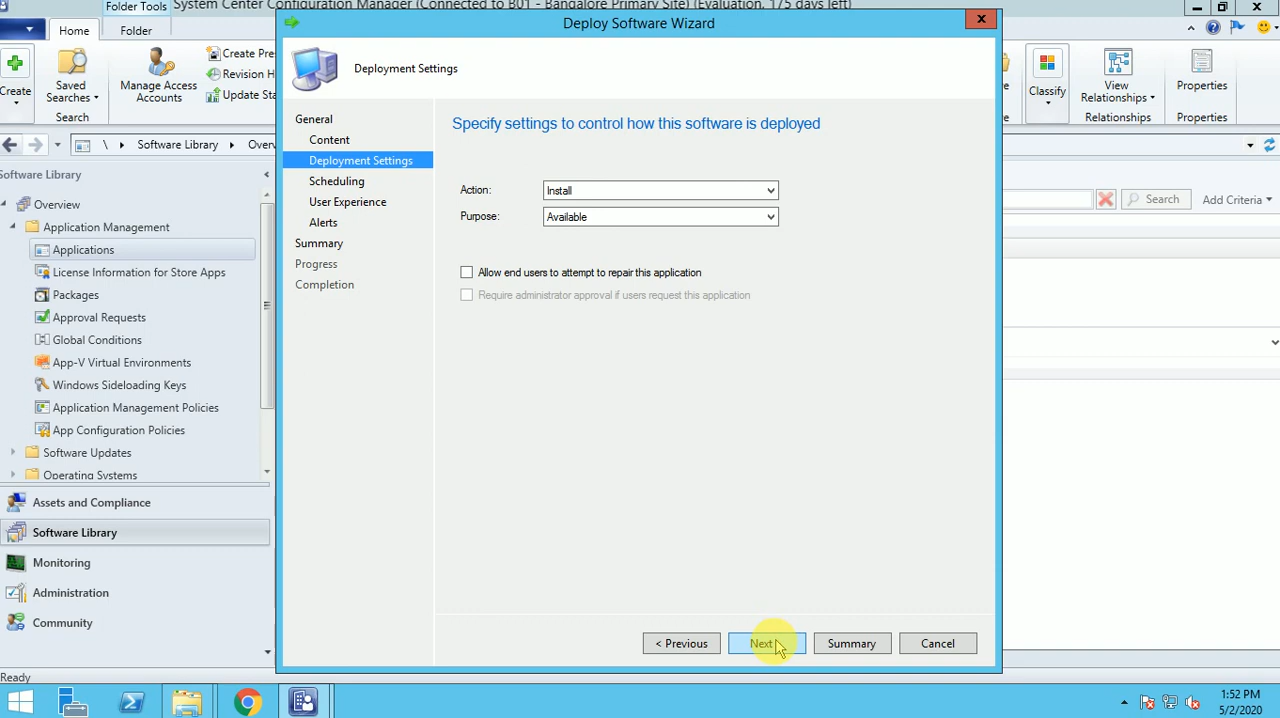 Folder Tools
System Center Configuration Manager (Connected to B01 - Bangalore Primary Site) (Evaluation, 175 days left)
Deploy Software Wizard
Home
Folder
Create
Saved
Searches
Search
Manage Access
Accounts
Create Pres
Revision H
Update Sta
Classify
View
Relationships
Relationships
Properties
Properties
\
Software Library
Overv
Software Library
Overview
Application Management
Applications
License Information for Store Apps
Packages
Approval Requests
Global Conditions
App-V Virtual Environments
Windows Sideloading Keys
Application Management Policies
App Configuration Policies
Software Updates
Operating Systems
Assets and Compliance
Software Library
Monitoring
Administration
Community
Ready
Deployment Settings
General
Content
Deployment Settings
Scheduling
User Experience
Alerts
Summary
Progress
Completion
Specify settings to control how this software is deployed
Action:
Install
Purpose:
Available
Allow end users to attempt to repair this application
Require administrator approval if users request this application
< Previous
Next
Summary
Cancel
Search
Add Criteria
1:52 PM
5/2/2020